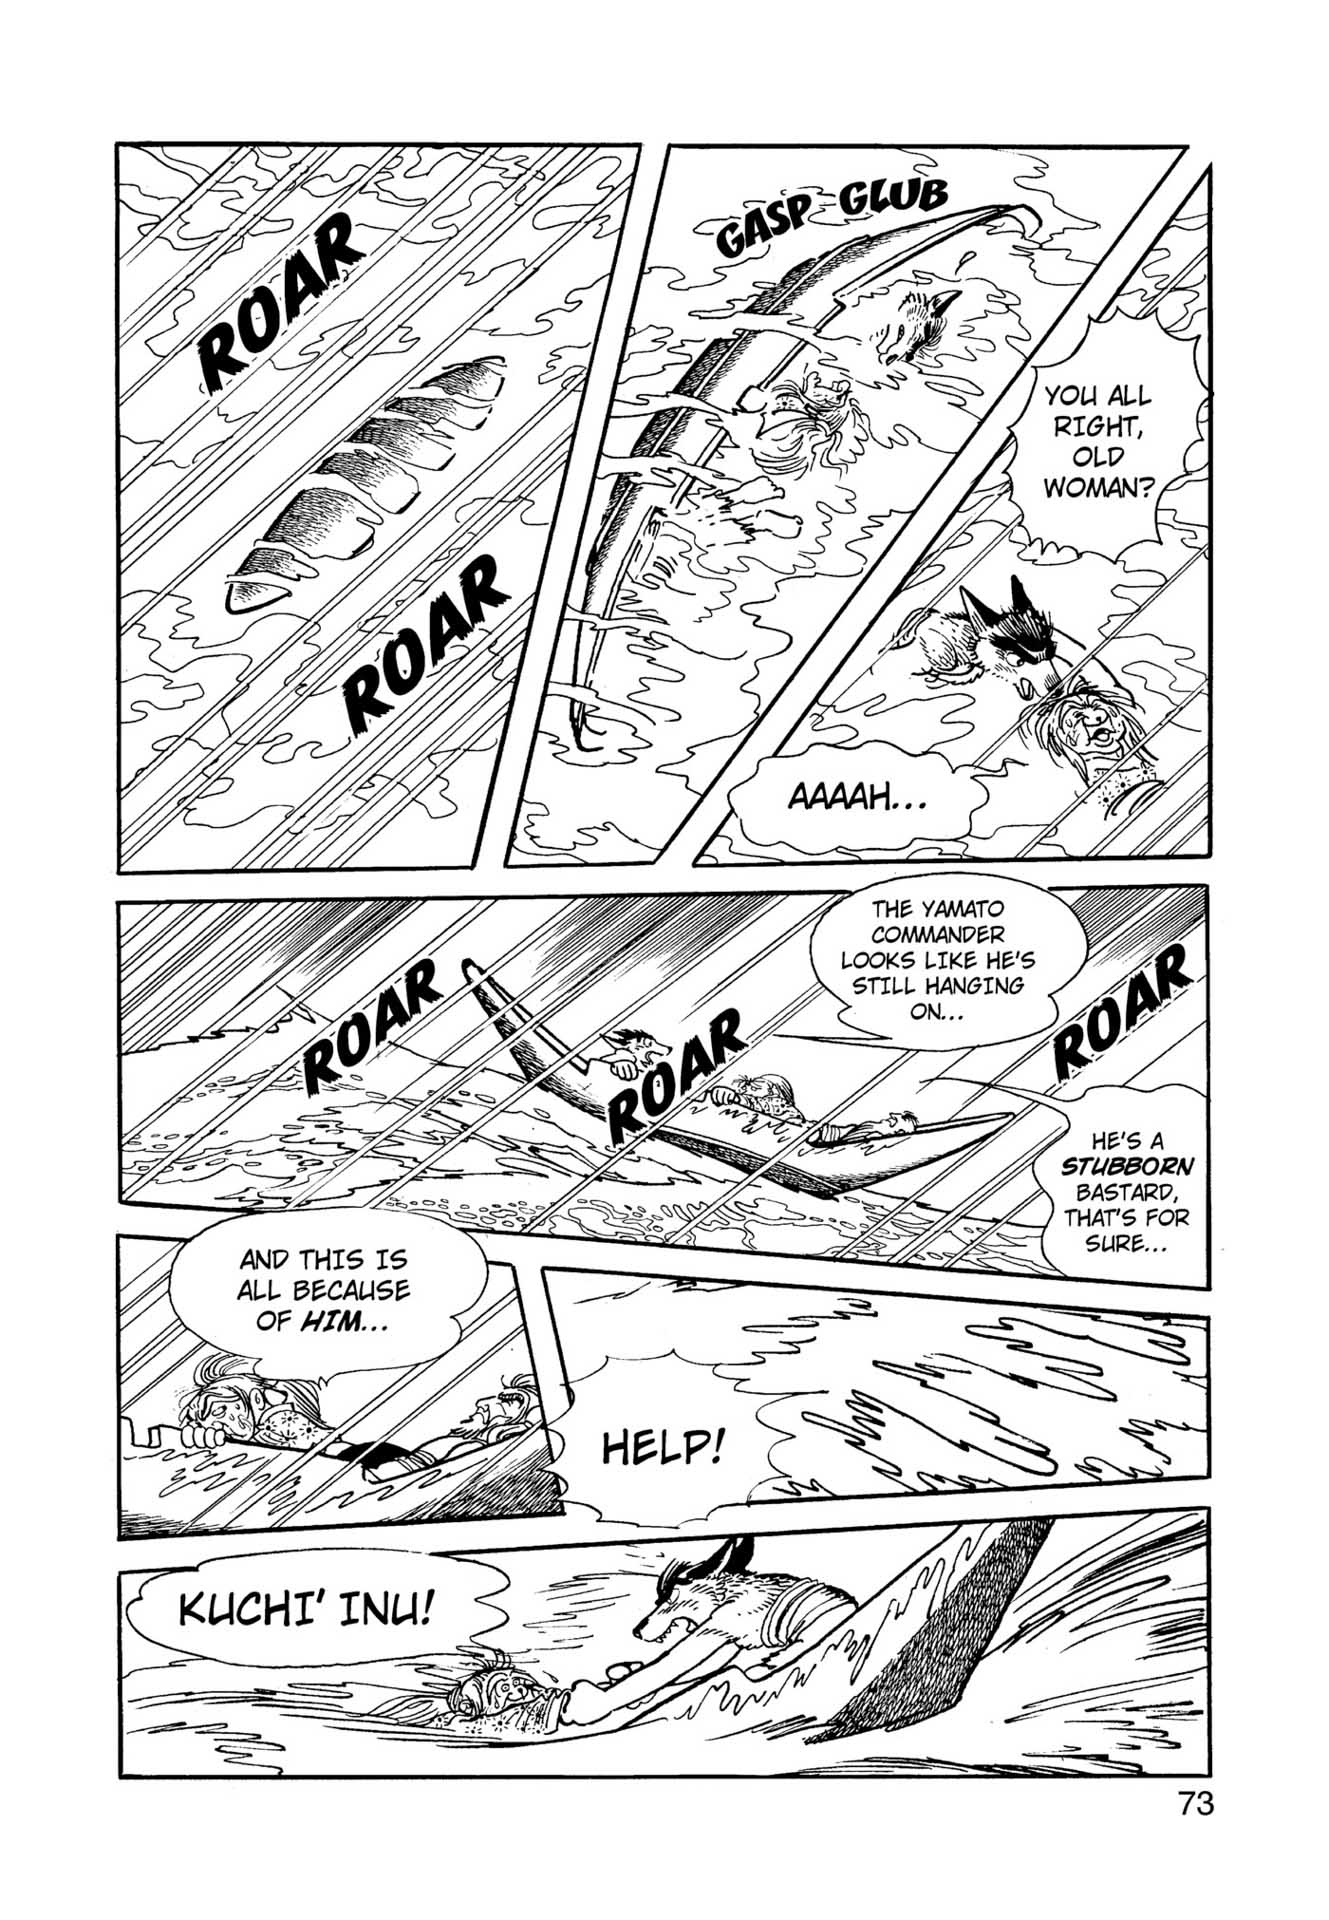 ROAR
ROAR
GASP GLUB
YOU ALL
RIGHT,
OLD
WOMAN?
AAAAH...
ROAR
ROAR
ROAR
THE YAMATO
COMMANDER
LOOKS LIKE HE'S
STILL HANGING
ON...
HE'S A
STUBBORN
BASTARD,
THAT'S FOR
SURE...
AND THIS IS
ALL BECAUSE
OF HIM...
HELP!
KUCHI' INU!
73